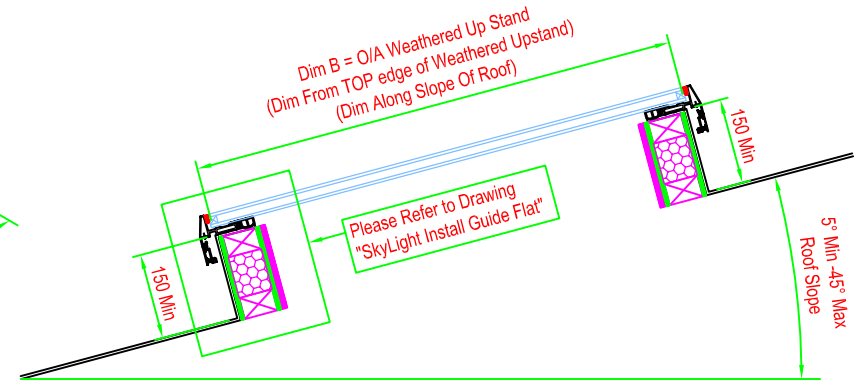 Dim B = O/A Weathered Up Stand
(Dim From TOP edge of Weathered Upstand)
(Dim Along Slope Of Roof)
150 Min
Please Refer to Drawing
"SkyLight Install Guide Flat"
150 Min
5° Min -45° Max
Roof Slope